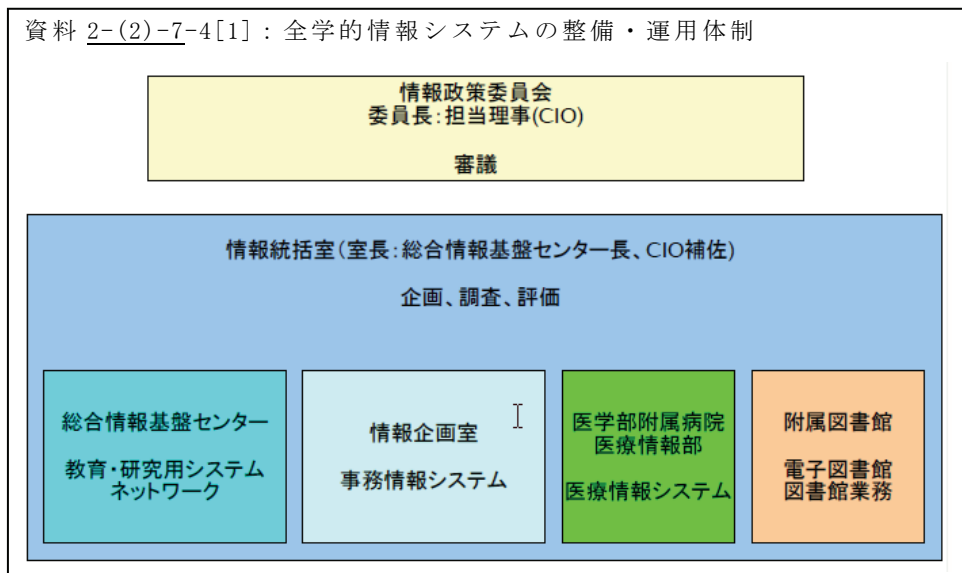 資料 2-(2)-7-4[1]：全学的情報システムの整備・運用体制
情報政策委員会
委員長：担当理事(CIO)
審議
情報統括室(室長：総合情報基盤センター長、CIO補佐)
企画、調査、評価
総合情報基盤センター
教育・研究用システム
ネットワーク
情報企画室
事務情報システム
医学部附属病院
医療情報部
医療情報システム
附属図書館
電子図書館
図書館業務